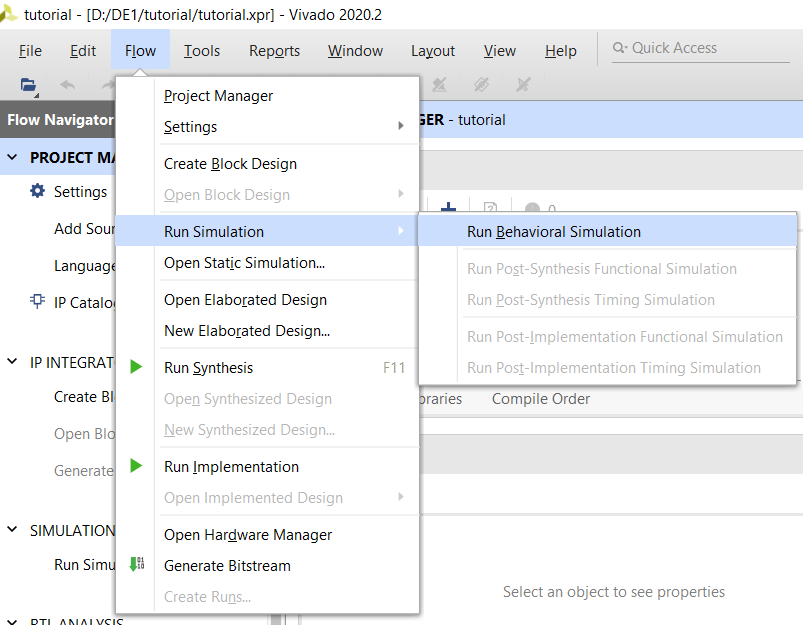 tutorial - [D:/DE1/tutorial/tutorial.xpr] - Vivado 2020.2
File Edit Flow Tools Reports Window Layout View Help Quick Access
Flow Navigator
GER - tutorial
PROJECT MA
Settings
Add Sour
Language
IP Catalo
IP INTEGRAT
Create Bl
Open Blo
Generate
SIMULATION
Run Simu
RTL ANALYSIS
Project Manager
Settings
Create Block Design
Open Block Design
Run Simulation
Open Static Simulation...
Open Elaborated Design
New Elaborated Design...
Run Synthesis F11
Open Synthesized Design
New Synthesized Design...
Run Implementation
Open Implemented Design
Open Hardware Manager
Generate Bitstream
Create Runs...
0
Run Behavioral Simulation
Run Post-Synthesis Functional Simulation
Run Post-Synthesis Timing Simulation
Run Post-Implementation Functional Simulation
Run Post-Implementation Timing Simulation
braries Compile Order
Select an object to see properties